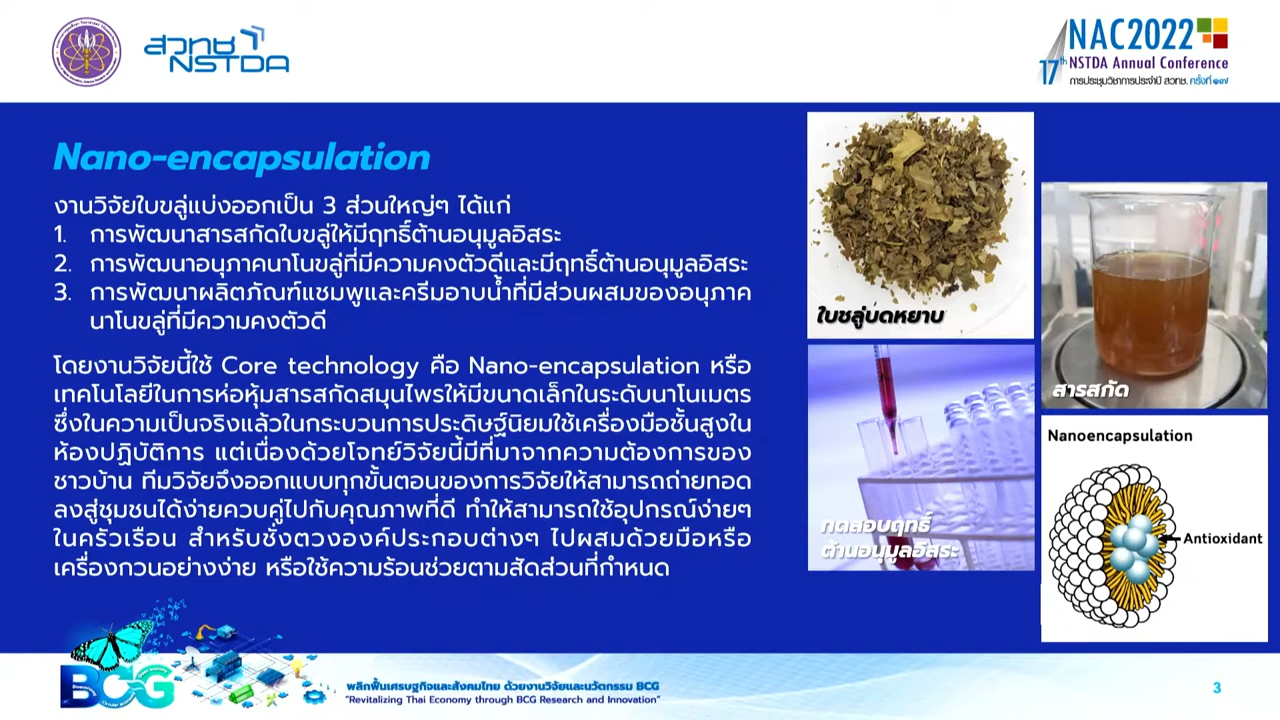 สวทช
NSTDA
NAC2022
17th NSTDA Annual Conference
การประชุมวิชาการประจำปี สวทช. ครั้งที่ ๑๗
Nano-encapsulation
งานวิจัยใบขลู่แบ่งออกเป็น 3 ส่วนใหญ่ๆ ได้แก่
1. การพัฒนาสารสกัดใบขลู่ให้มีฤทธิ์ต้านอนุมูลอิสระ
2. การพัฒนาอนุภาคนาโนขลู่ที่มีความคงตัวดีและมีฤทธิ์ต้านอนุมูลอิสระ
3. การพัฒนาผลิตภัณฑ์แชมพูและครีมอาบน้ำที่มีส่วนผสมของอนุภาค
นาโนขลู่ที่มีความคงตัวดี
โดยงานวิจัยนี้ใช้ Core technology คือ Nano-encapsulation หรือ
เทคโนโลยีในการห่อหุ้มสารสกัดสมุนไพรให้มีขนาดเล็กในระดับนาโนเมตร
ซึ่งในความเป็นจริงแล้วในกระบวนการประดิษฐ์นิยมใช้เครื่องมือชั้นสูงใน
ห้องปฏิบัติการ แต่เนื่องด้วยโจทย์วิจัยนี้มีที่มาจากความต้องการของ
ชาวบ้าน ทีมวิจัยจึงออกแบบทุกขั้นตอนของการวิจัยให้สามารถถ่ายทอด
ลงสู่ชุมชนได้ง่ายควบคู่ไปกับคุณภาพที่ดี ทำให้สามารถใช้อุปกรณ์ง่ายๆ
ในครัวเรือน สำหรับชั่งตวงองค์ประกอบต่างๆ ไปผสมด้วยมือหรือ
เครื่องกวนอย่างง่าย หรือใช้ความร้อนช่วยตามสัดส่วนที่กำหนด
ใบขลู่บดหยาบ
สารสกัด
ทดสอบฤทธิ์
ต้านอนุมูลอิสระ
Nanoencapsulation
Antioxidant
BCG
พลิกฟื้นเศรษฐกิจและสังคมไทย ด้วยงานวิจัยและนวัตกรรม BCG
"Revitalizing Thai Economy through BCG Research and Innovation"
3